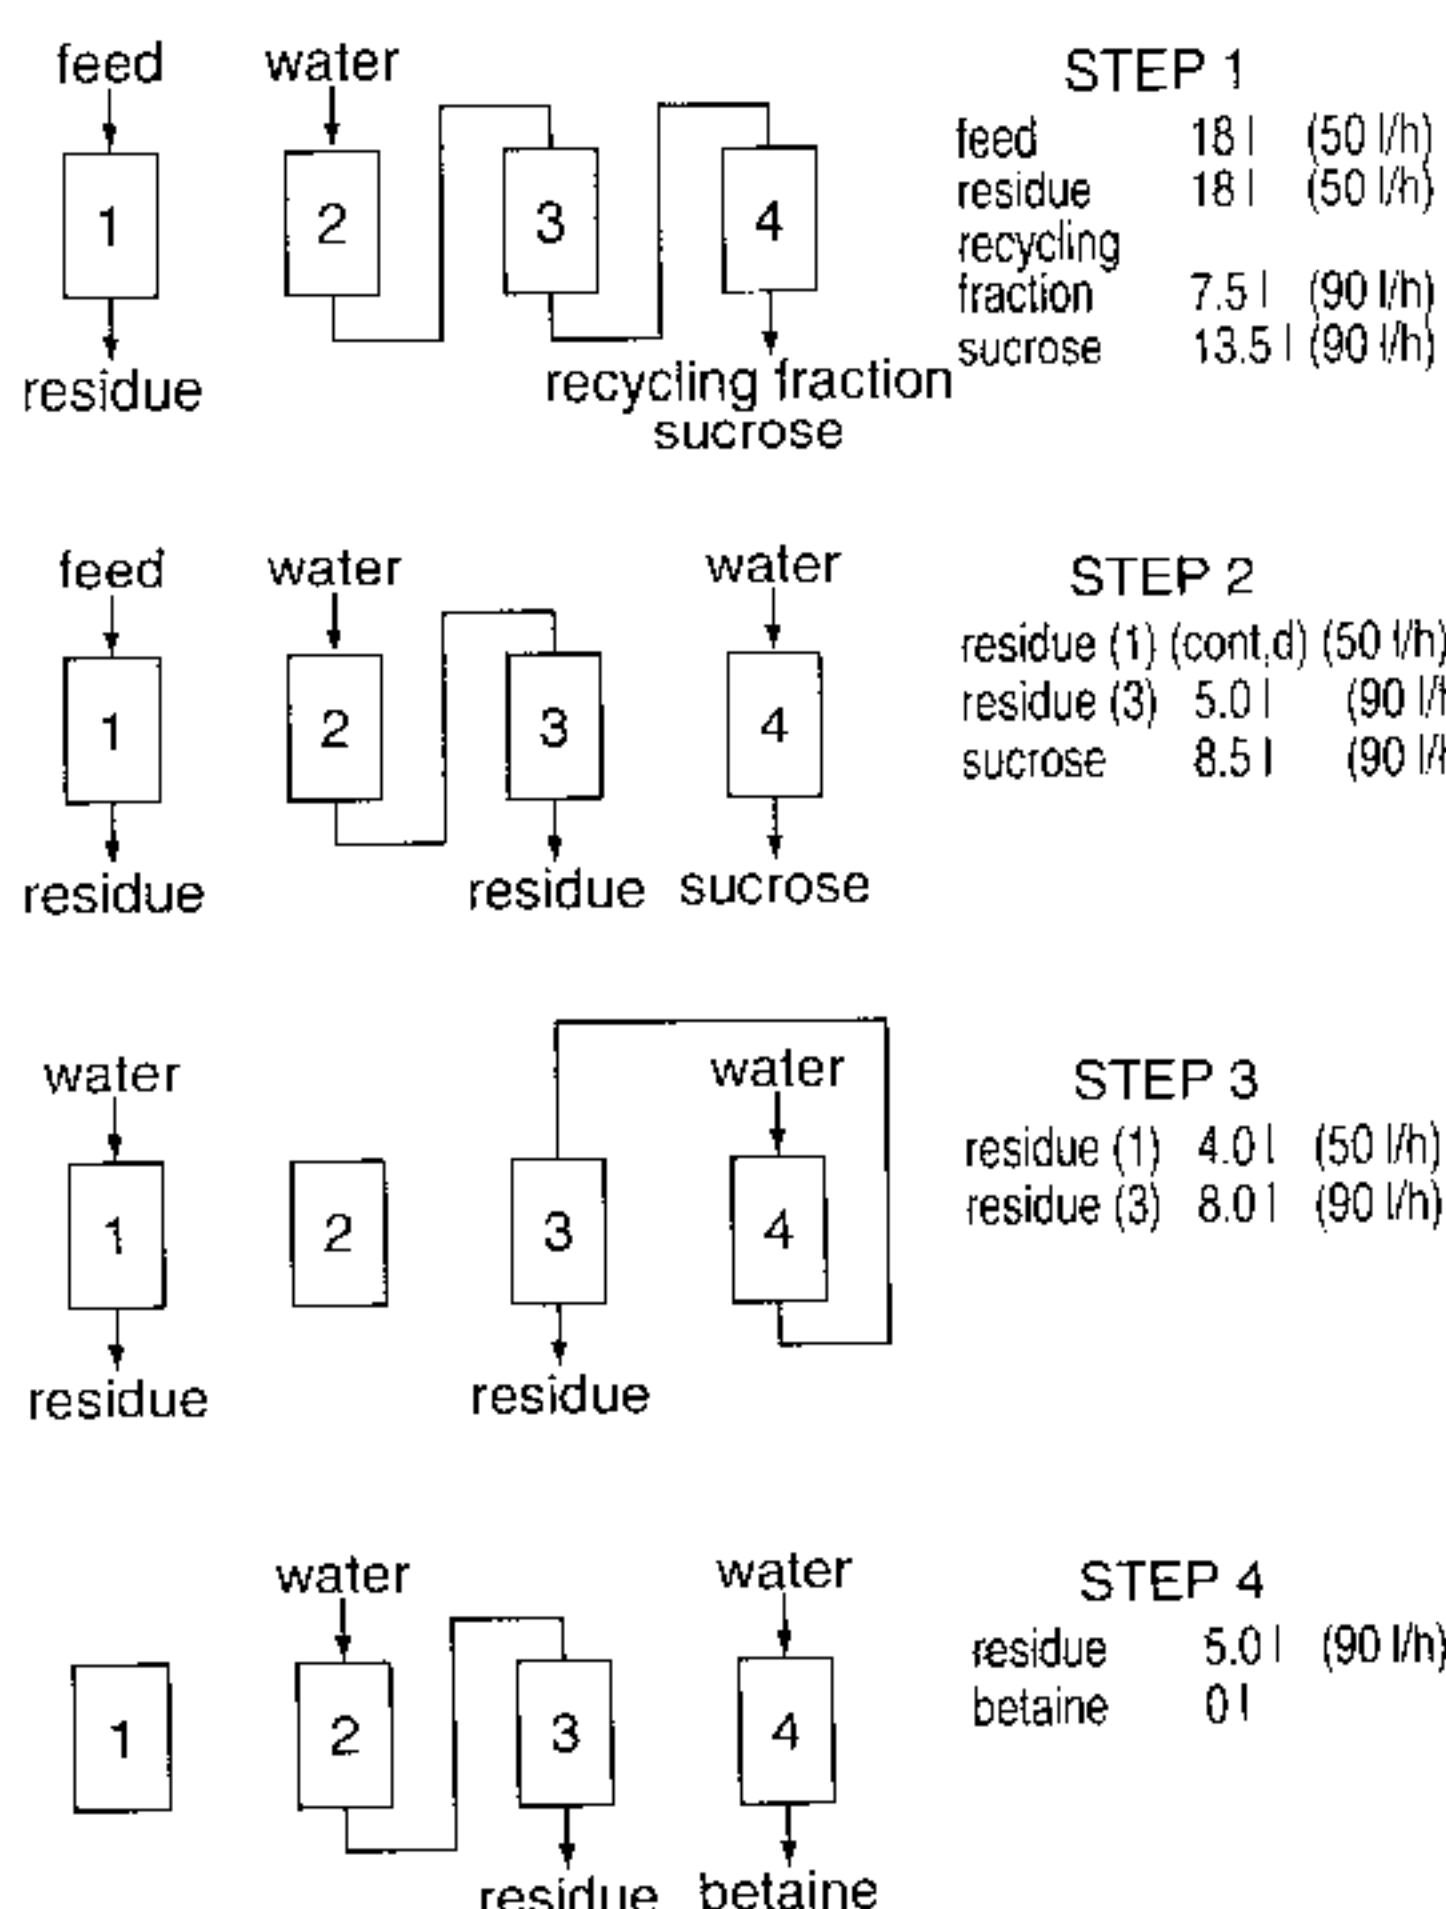 feed water STEP 1
feed 18 l (50 l/h)
1 2 3 4
residue 18 l (50 l/h)
recycling
fraction 7.5 l (90 l/h)
sucrose 13.5 l (90 l/h)
residue recycling fraction
sucrose
feed water water STEP 2
residue (1) (cont,d) (50 l/h)
1 2 3 4
residue (3) 5.0 l (90 l/h
sucrose 8.5 l (90 l/h
residue residue sucrose
water water STEP 3
residue (1) 4.0 l (50 l/h)
1 2 3 4
residue (3) 8.0 l (90 l/h)
residue residue
water water STEP 4
residue 5.0 l (90 l/h)
1 2 3 4
betaine 0 l
residue betaine